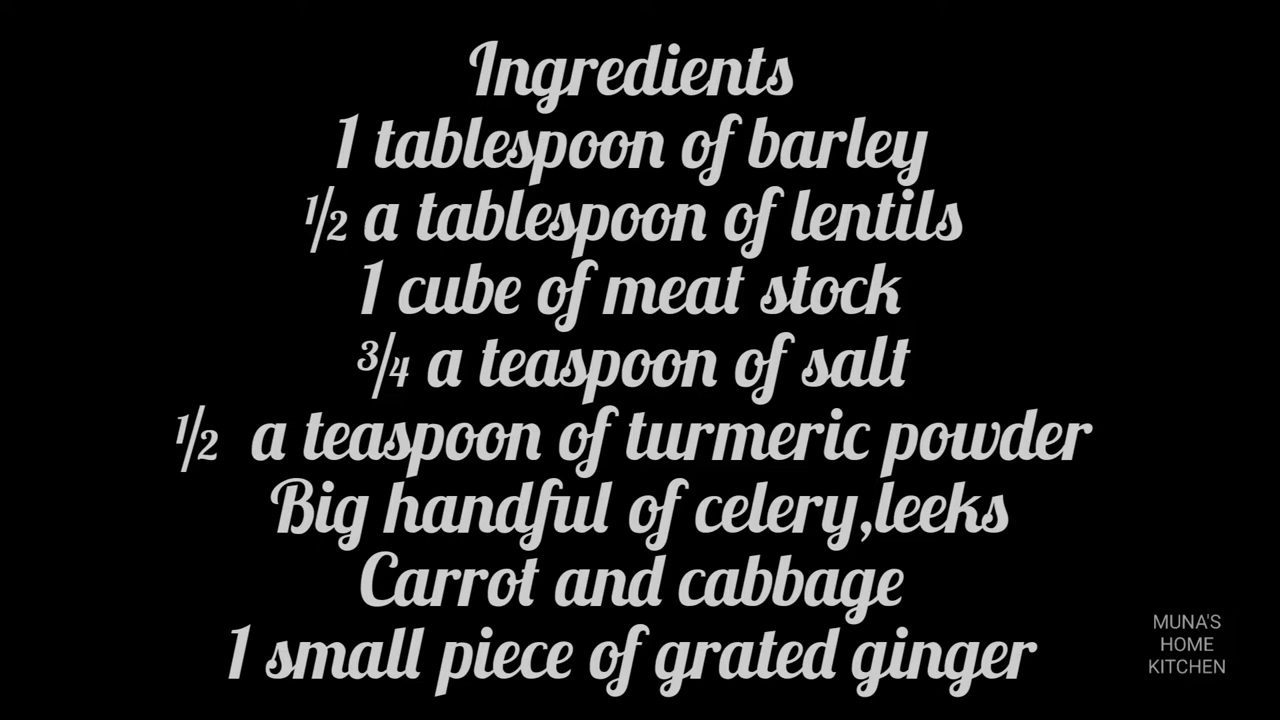 Ingredients
1 tablespoon of barley
½ a tablespoon of lentils
1 cube of meat stock
¾ a teaspoon of salt
½ a teaspoon of turmeric powder
Big handful of celery,leeks
Carrot and cabbage
1 small piece of grated ginger
MUNA'S
HOME
KITCHEN